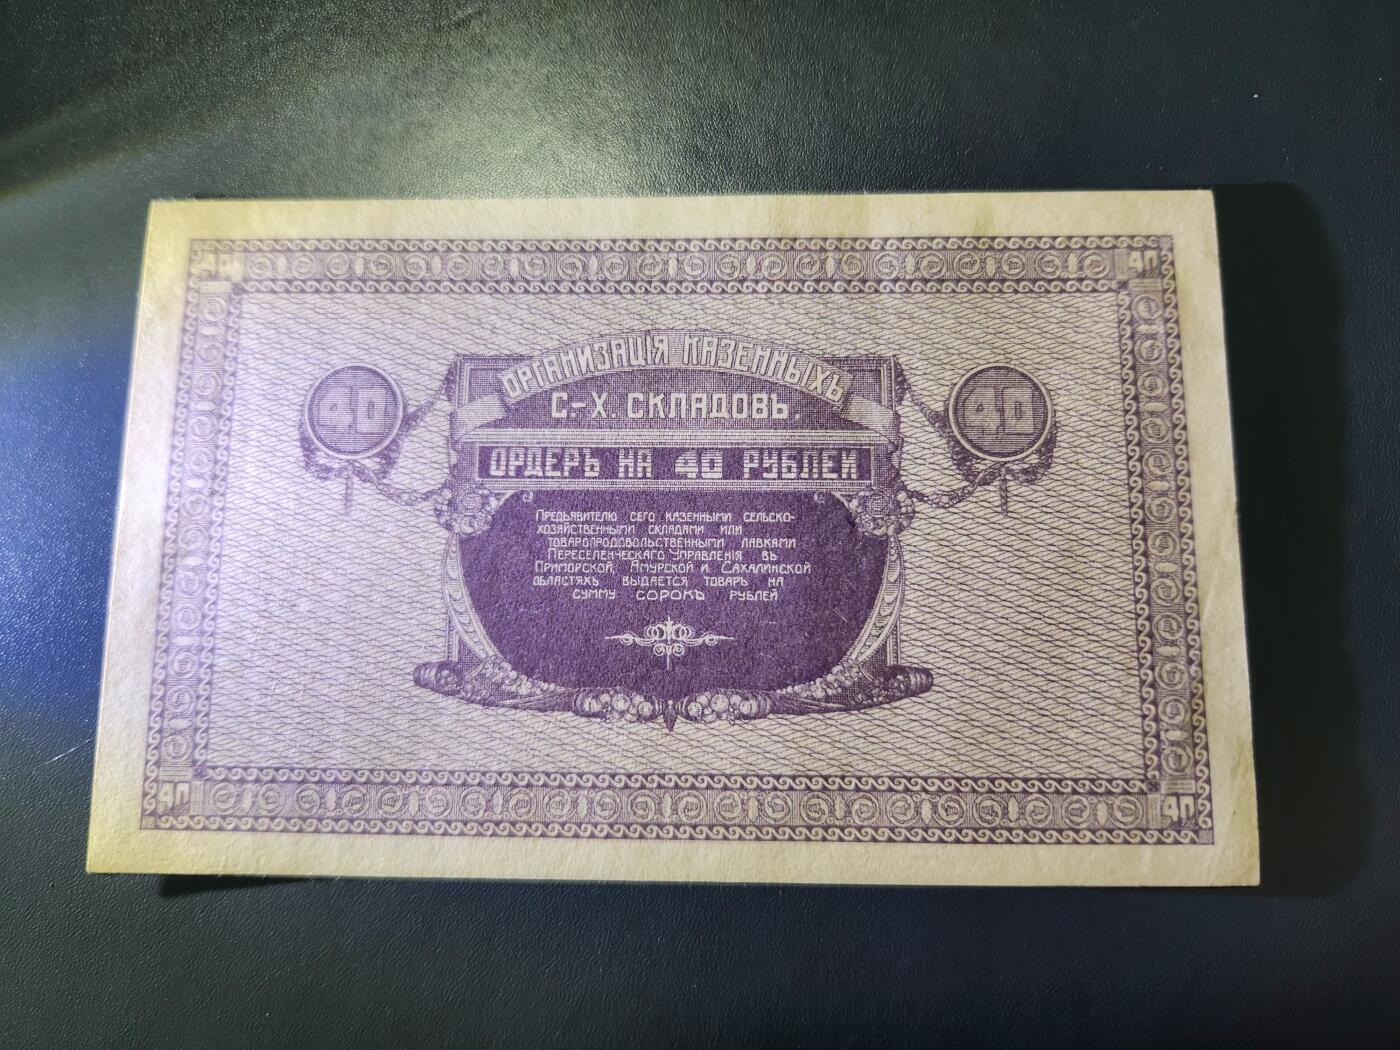 40 40
ОРГАНИЗАЦІЯ КАЗЕННЫХЪ
40 40
С.-Х. СКЛАДОВЪ.
ОРДЕРЪ НА 40 РУБЛЕЙ
ПРЕДЪЯВИТЕЛЮ СЕГО КАЗЕННЫМИ СЕЛЬСКО-
ХОЗЯЙСТВЕННЫМИ СКЛАДАМИ ИЛИ
ТОВАРОПРОДОВОЛЬСТВЕННЫМИ ЛАВКАМИ
ПЕРЕСЕЛЕНЧЕСКАГО УПРАВЛЕНІЯ ВЪ
ПРИМОРСКОЙ, АМУРСКОЙ И САХАЛИНСКОЙ
ОБЛАСТЯХЪ ВЫДАЕТСЯ ТОВАРЪ НА
СУММУ СОРОКЪ РУБЛЕЙ
40 40